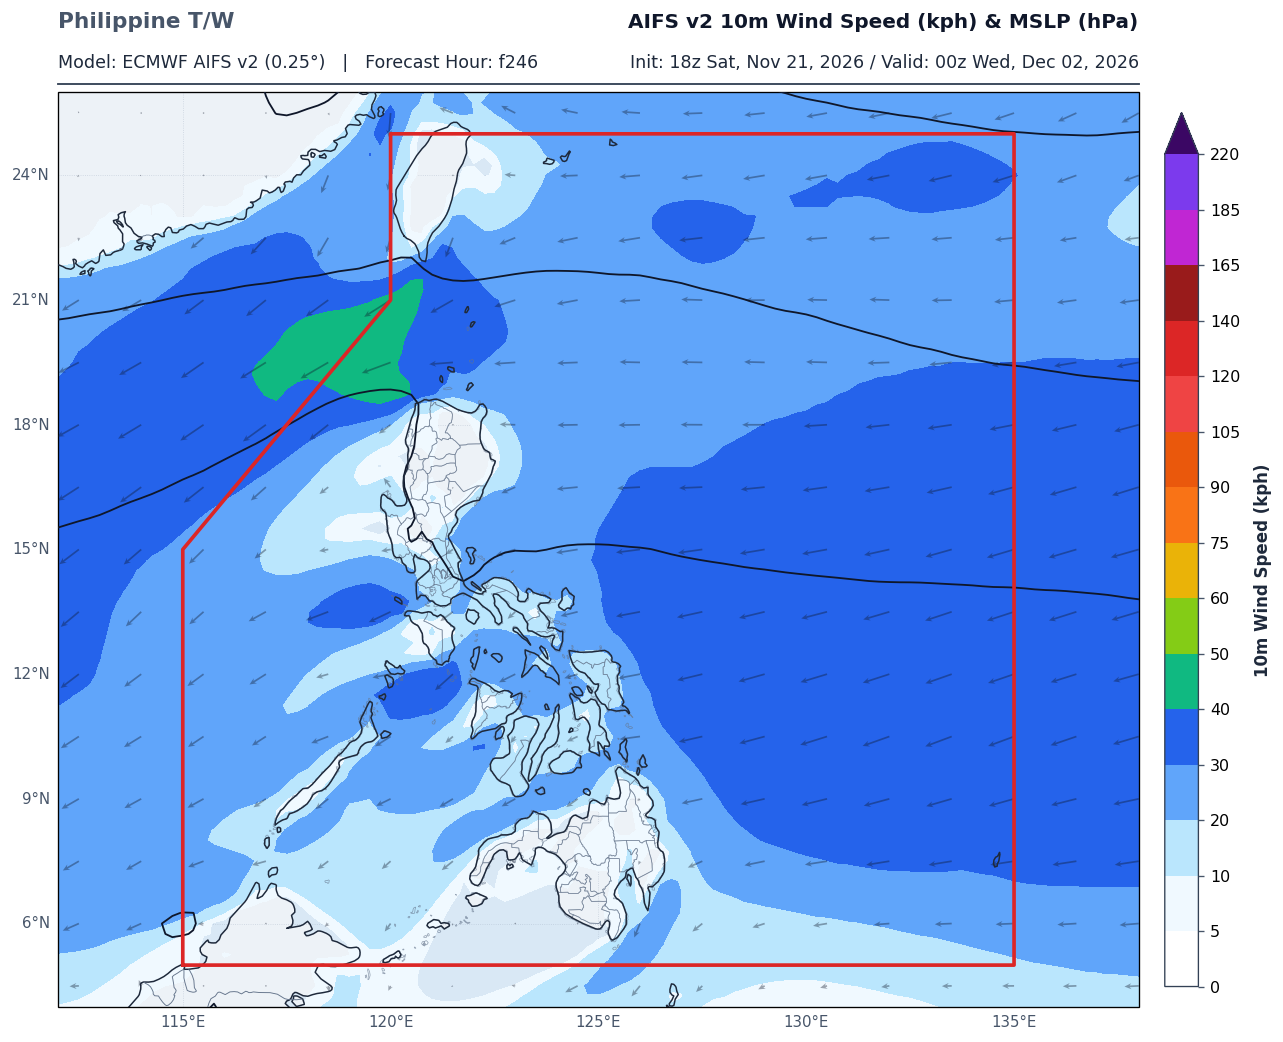 Philippine T/W
AIFS v2 10m Wind Speed (kph) & MSLP (hPa)
Model: ECMWF AIFS v2 (0.25°) | Forecast Hour: f246
Init: 18z Sat, Nov 21, 2026 / Valid: 00z Wed, Dec 02, 2026
24°N
21°N
18°N
15°N
12°N
9°N
6°N
115°E
120°E
125°E
130°E
135°E
220
185
165
140
120
105
90
75
60
50
40
30
20
10
5
0
10m Wind Speed (kph)